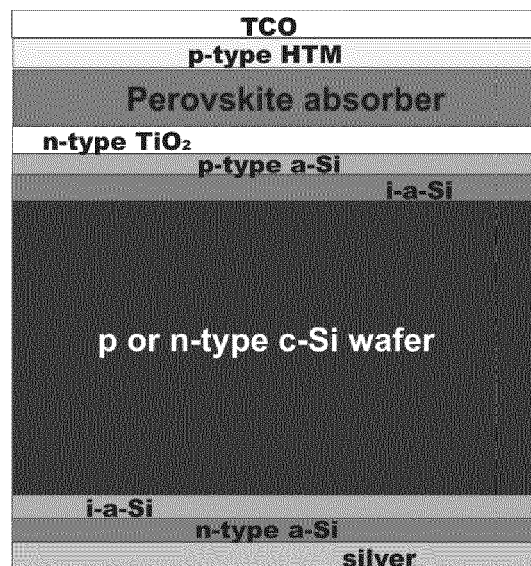 TCO
p-type HTM
Perovskite absorber
n-type TiO₂
p-type a-Si
i-a-Si
p or n-type c-Si wafer
i-a-Si
n-type a-Si
silver